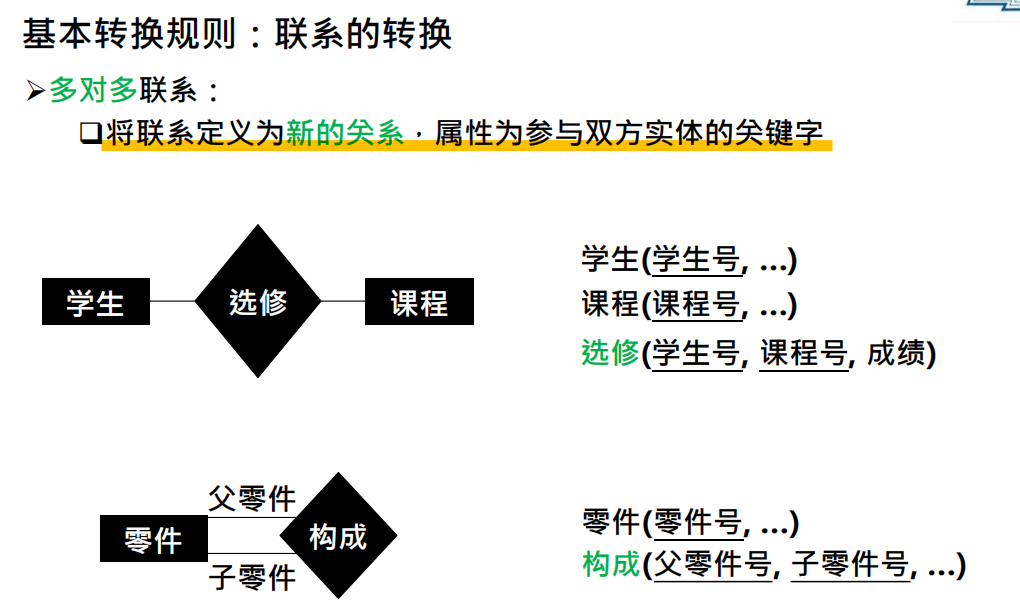 基本转换规则：联系的转换
➢多对多联系：
❑将联系定义为新的关系，属性为参与双方实体的关键字
学生
选修
课程
学生(学生号, …)
课程(课程号, …)
选修(学生号, 课程号, 成绩)
父零件
零件
构成
子零件
零件(零件号, …)
构成(父零件号, 子零件号, …)